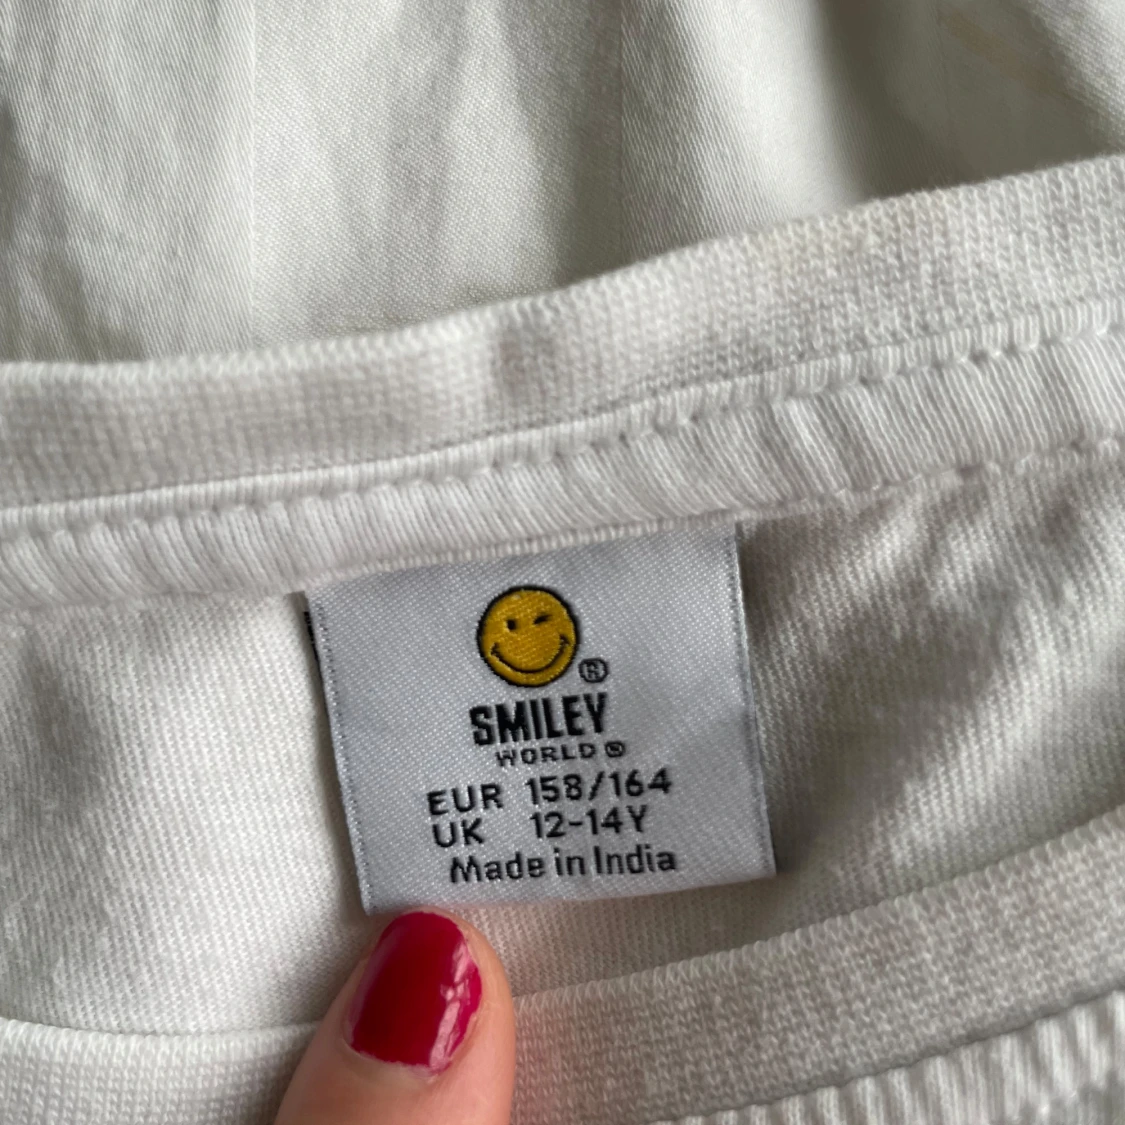 ®
SMILEY
WORLD®
EUR 158/164
UK 12-14Y
Made in India